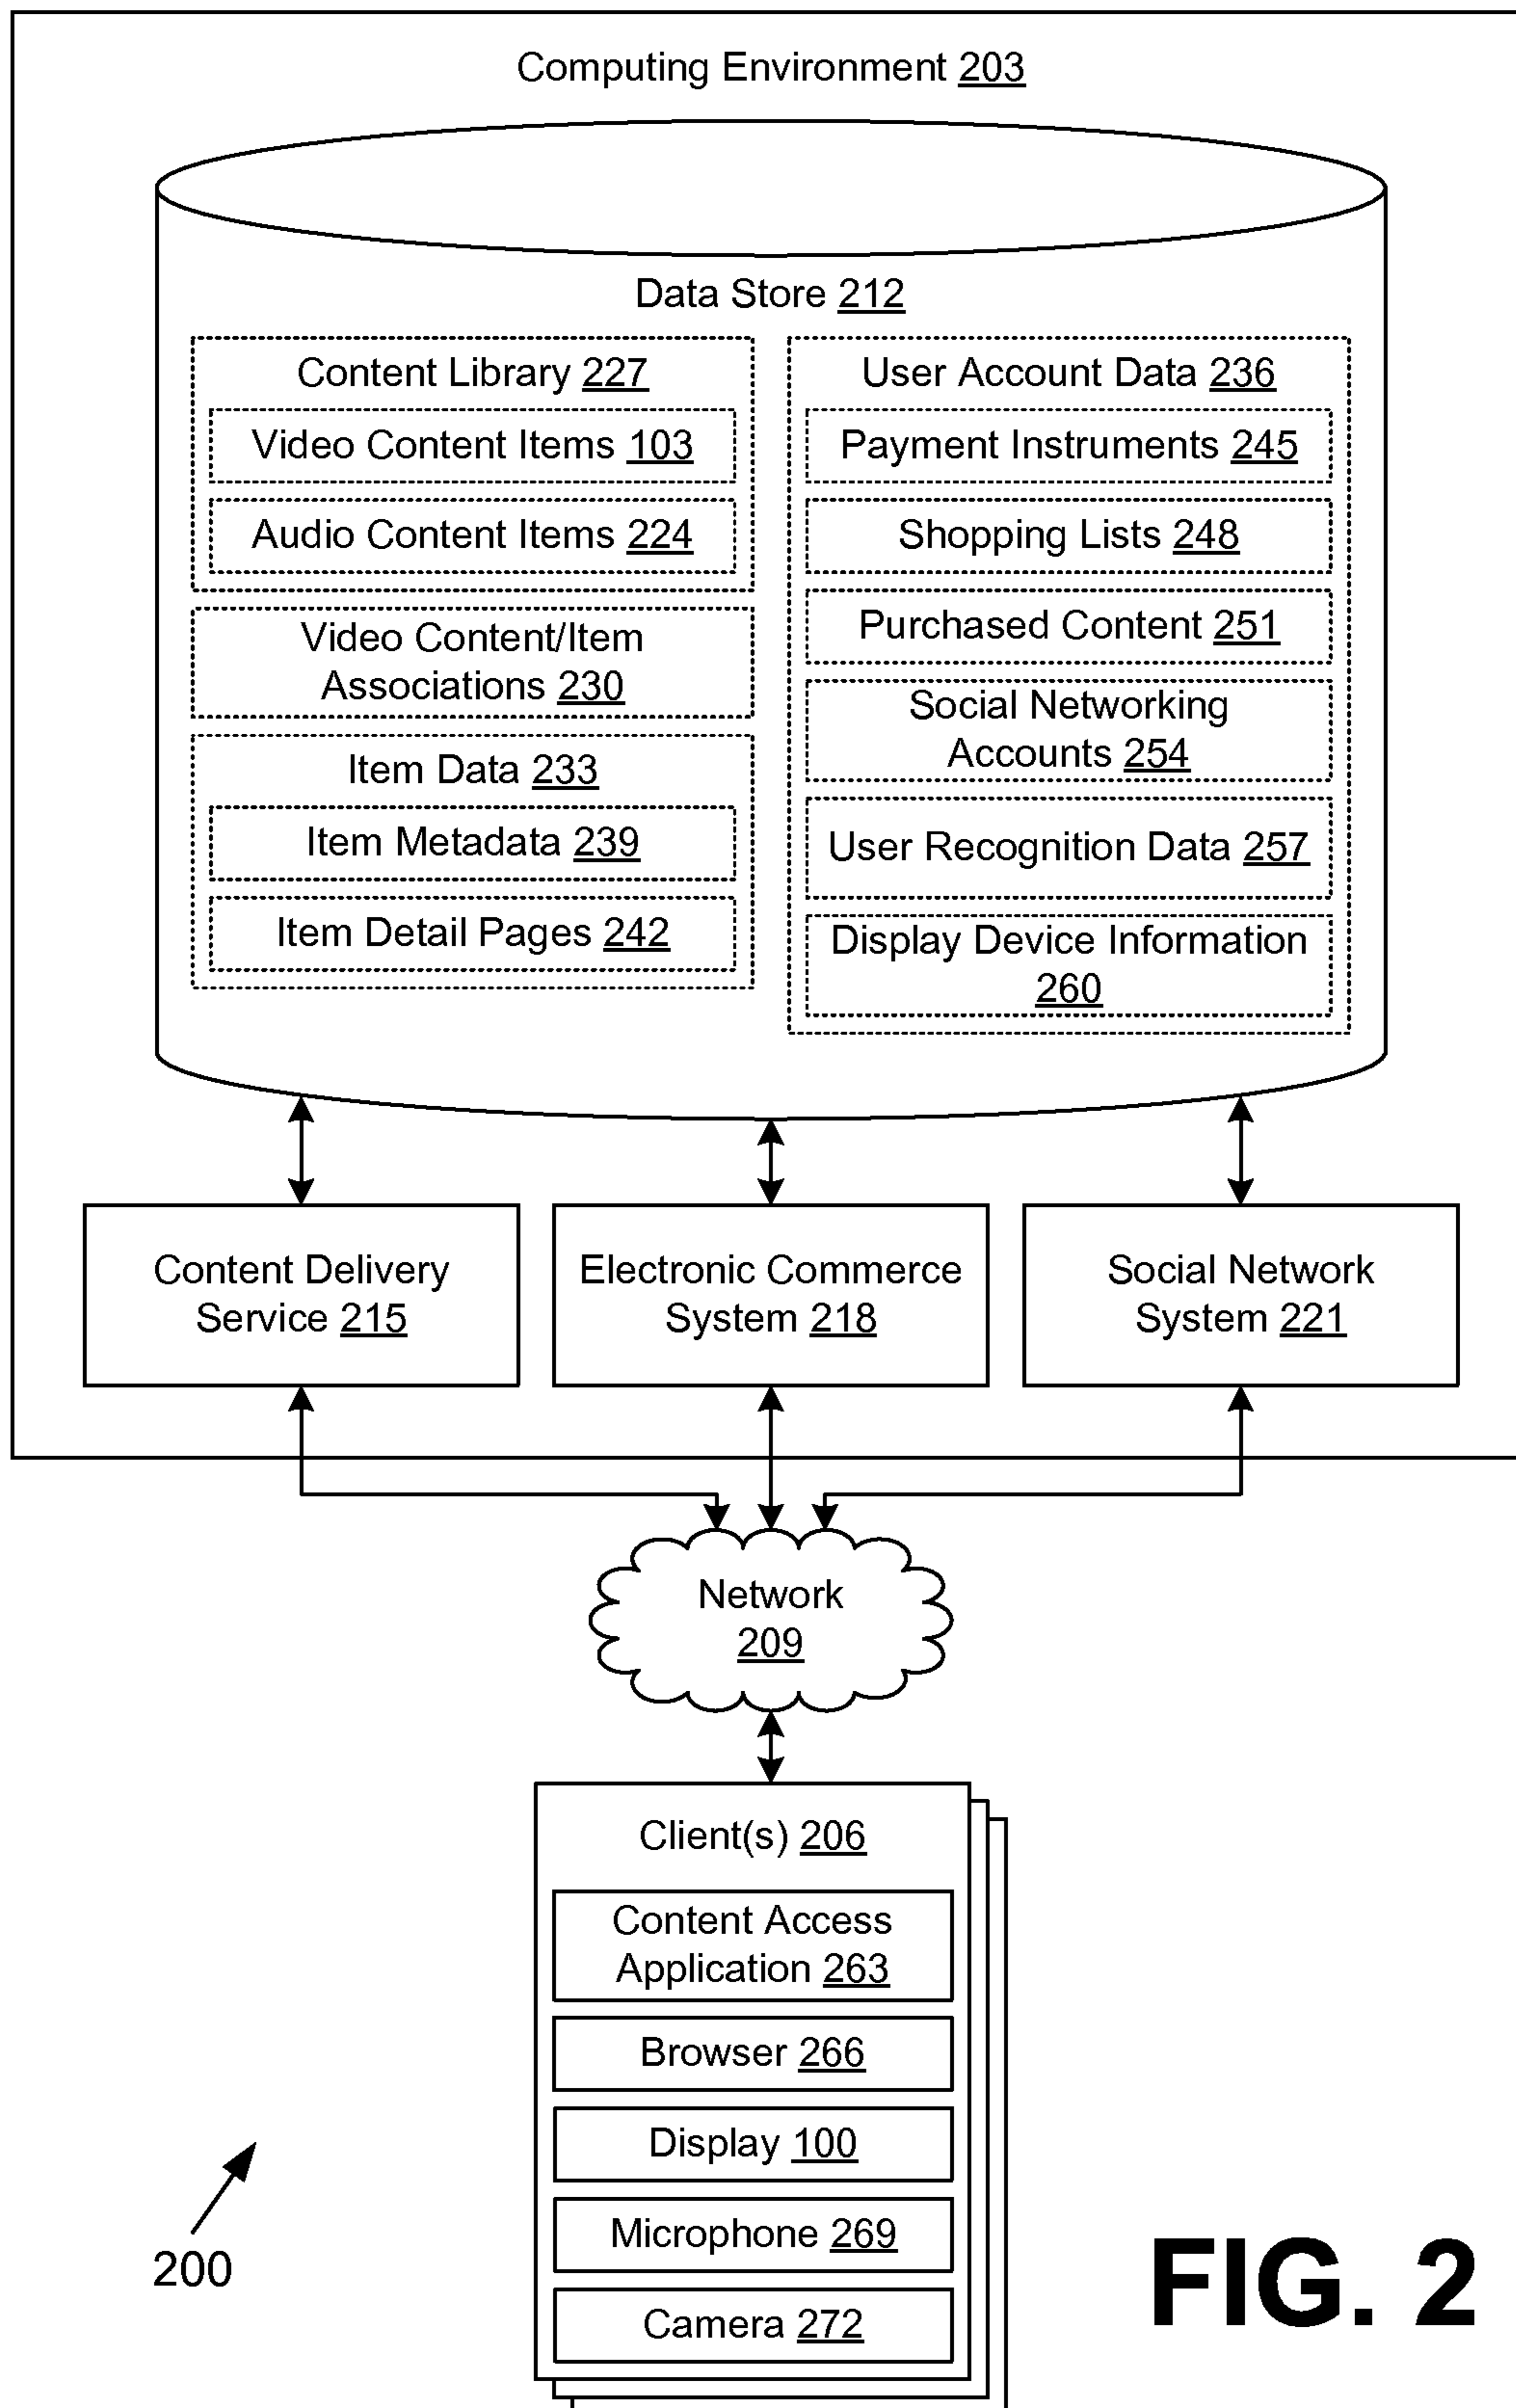 Computing Environment 203
Data Store 212
Content Library 227
Video Content Items 103
Audio Content Items 224
Video Content/Item
Associations 230
Item Data 233
Item Metadata 239
Item Detail Pages 242
User Account Data 236
Payment Instruments 245
Shopping Lists 248
Purchased Content 251
Social Networking
Accounts 254
User Recognition Data 257
Display Device Information
260
Content Delivery
Service 215
Electronic Commerce
System 218
Social Network
System 221
Network
209
Client(s) 206
Content Access
Application 263
Browser 266
Display 100
Microphone 269
Camera 272
200
FIG. 2